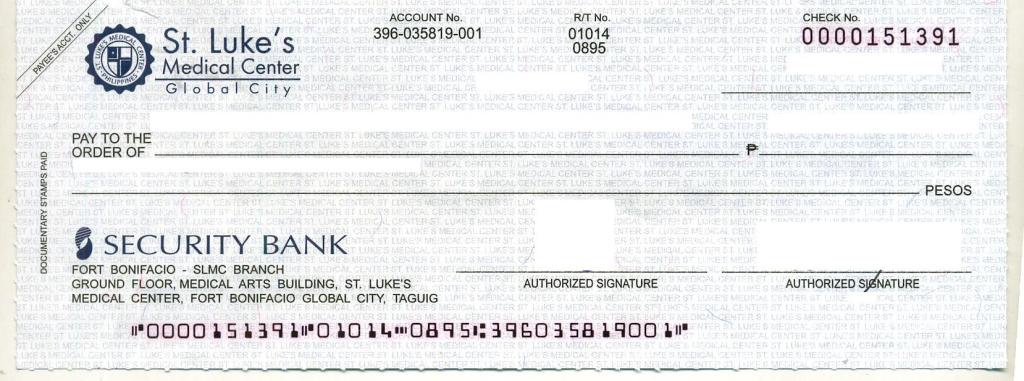 PAYEE'S ACCT. ONLY
ST. LUKE'S MEDICAL CENTER
PHILIPPINES
St. Luke's
Medical Center
Global City
ACCOUNT No.
396-035819-001
R/T No.
01014
0895
CHECK No.
0000151391
PAY TO THE
ORDER OF
₱
PESOS
DOCUMENTARY STAMPS PAID
SECURITY BANK
FORT BONIFACIO - SLMC BRANCH
GROUND FLOOR, MEDICAL ARTS BUILDING, ST. LUKE'S
MEDICAL CENTER, FORT BONIFACIO GLOBAL CITY, TAGUIG
AUTHORIZED SIGNATURE
AUTHORIZED SIGNATURE
⑈0000151391⑈01014⑉0895⑆396035819001⑈